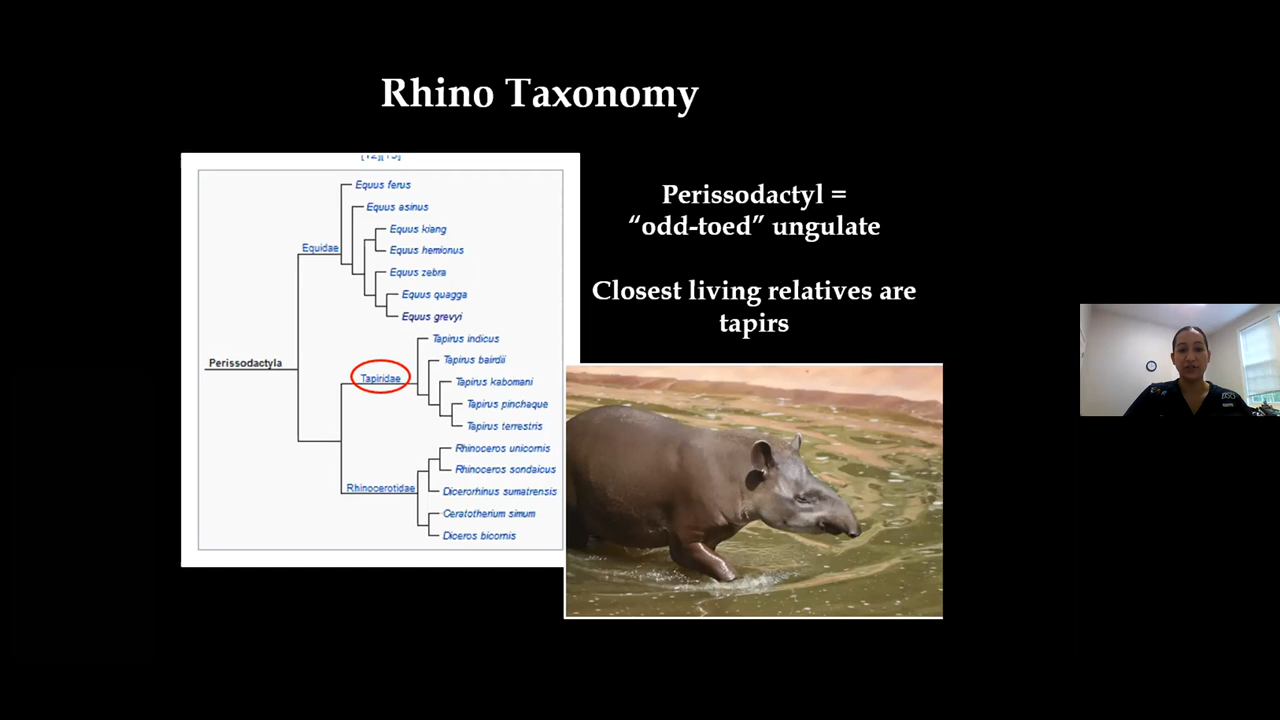 Rhino Taxonomy
Equus ferus
Equus asinus
Equus kiang
Equidae
Equus hemionus
Equus zebra
Equus quagga
Equus grevyi
Perissodactyla
Tapirus indicus
Tapirus bairdii
Tapiridae
Tapirus kabomani
Tapirus pinchaque
Tapirus terrestris
Rhinoceros unicornis
Rhinoceros sondaicus
Rhinocerotidae
Dicerorhinus sumatrensis
Ceratotherium simum
Diceros bicornis
Perissodactyl =
“odd-toed” ungulate
Closest living relatives are
tapirs